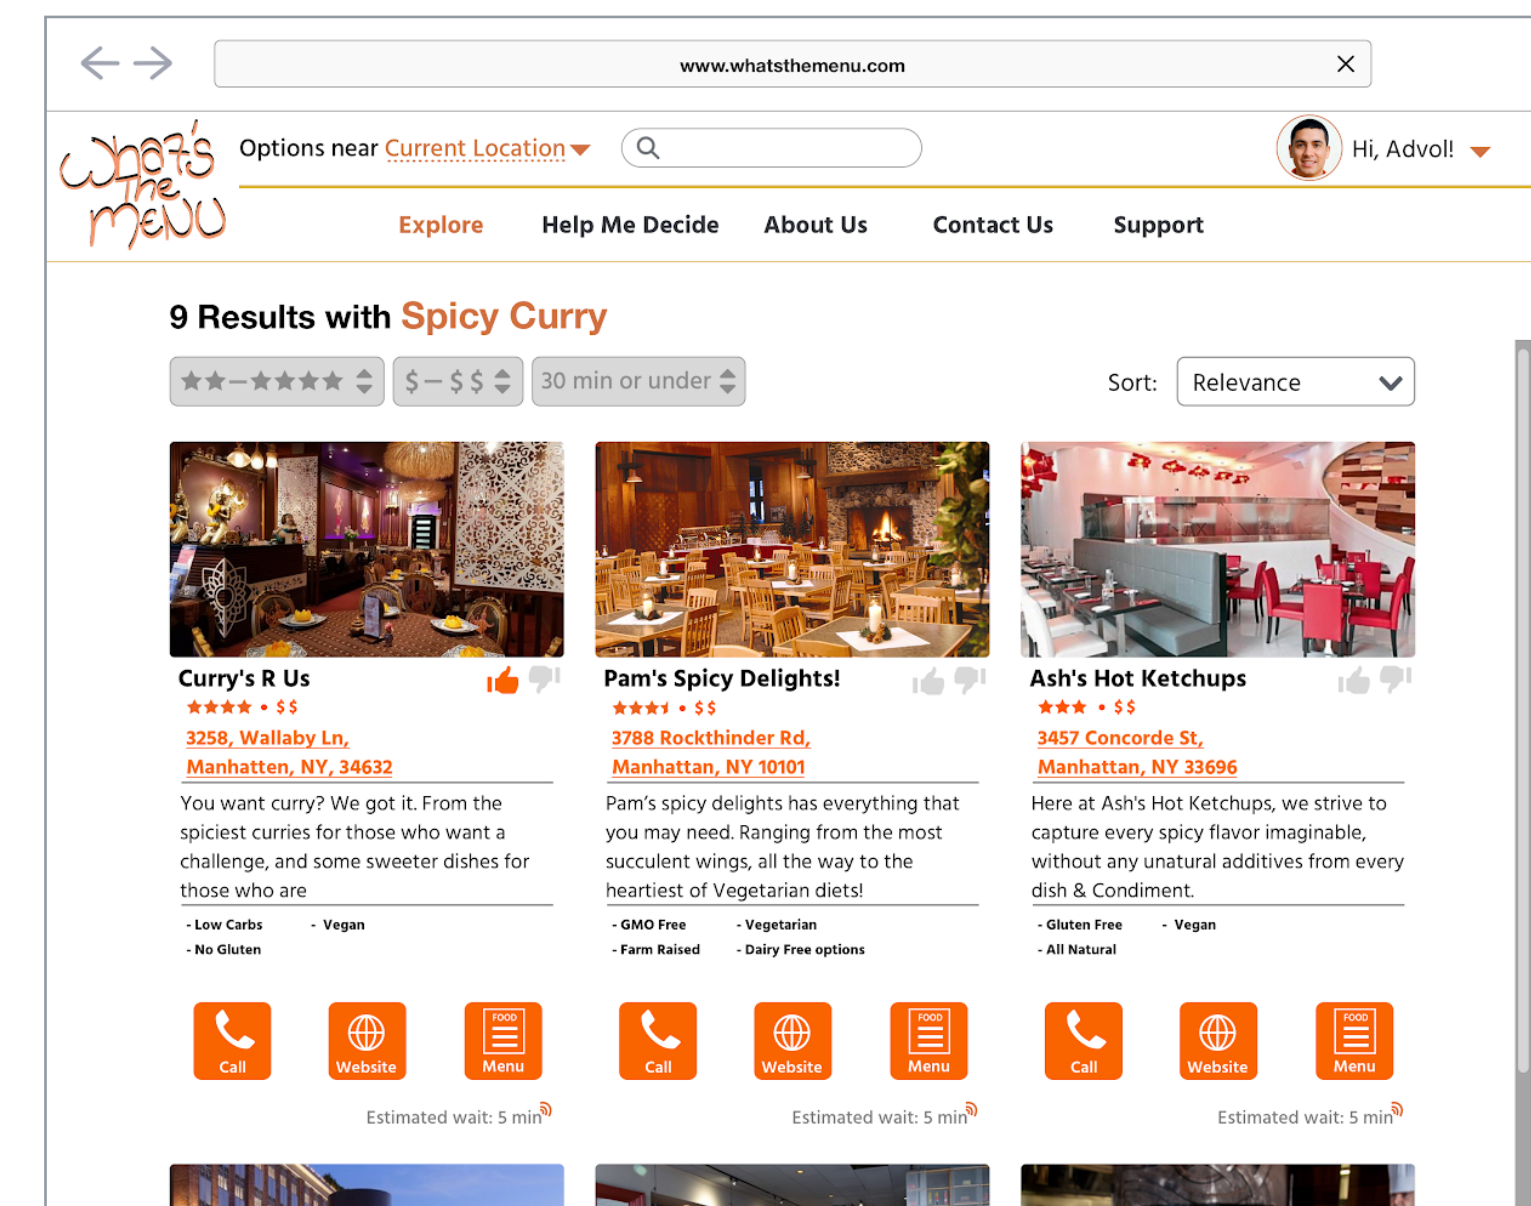 www.whatsthemenu.com
What's
The
MENU
Options near Current Location
Hi, Advol!
Explore Help Me Decide About Us Contact Us Support
9 Results with Spicy Curry
★★–★★★★ $ – $ $ 30 min or under Sort: Relevance
Curry's R Us
★★★★ • $ $
3258, Wallaby Ln,
Manhatten, NY, 34632
You want curry? We got it. From the
spiciest curries for those who want a
challenge, and some sweeter dishes for
those who are
- Low Carbs - Vegan
- No Gluten
Call Website FOOD Menu
Estimated wait: 5 min
Pam's Spicy Delights!
• $ $
3788 Rockthinder Rd,
Manhattan, NY 10101
Pam’s spicy delights has everything that
you may need. Ranging from the most
succulent wings, all the way to the
heartiest of Vegetarian diets!
- GMO Free - Vegetarian
- Farm Raised - Dairy Free options
Call Website FOOD Menu
Estimated wait: 5 min
Ash's Hot Ketchups
★★★ • $ $
3457 Concorde St,
Manhattan, NY 33696
Here at Ash's Hot Ketchups, we strive to
capture every spicy flavor imaginable,
without any unatural additives from every
dish & Condiment.
- Gluten Free - Vegan
- All Natural
Call Website FOOD Menu
Estimated wait: 5 min